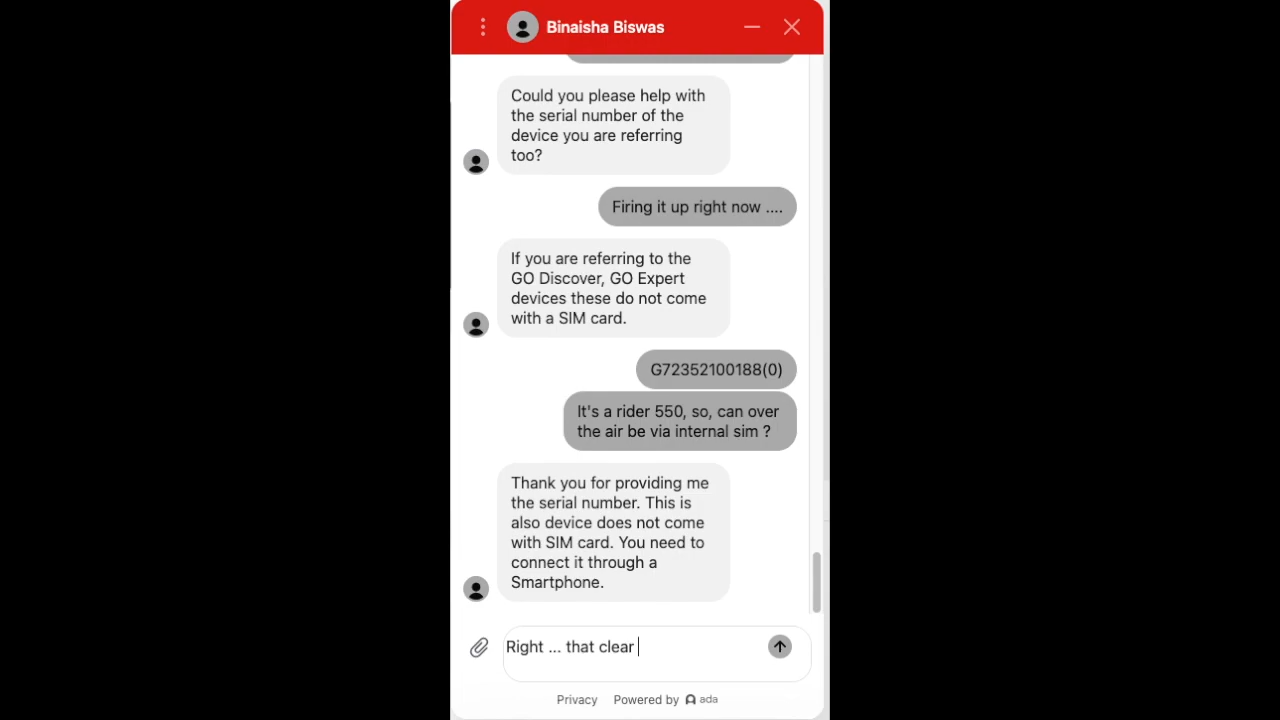 Binaisha Biswas
Could you please help with
the serial number of the
device you are referring
too?
Firing it up right now ....
If you are referring to the
GO Discover, GO Expert
devices these do not come
with a SIM card.
G72352100188(0)
It's a rider 550, so, can over
the air be via internal sim ?
Thank you for providing me
the serial number. This is
also device does not come
with SIM card. You need to
connect it through a
Smartphone.
Right ... that clear
Privacy Powered by ada